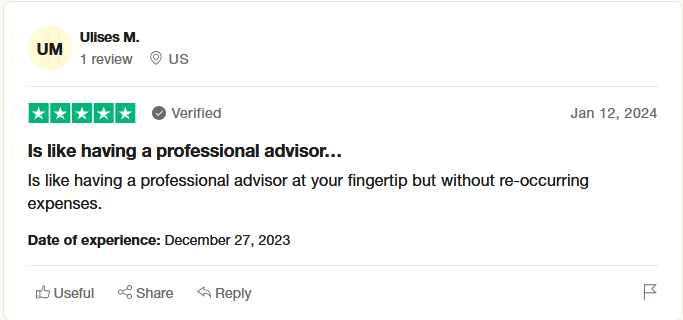 UM
Ulises M.
1 review US
Verified Jan 12, 2024
Is like having a professional advisor…
Is like having a professional advisor at your fingertip but without re-occurring
expenses.
Date of experience: December 27, 2023
Useful Share Reply